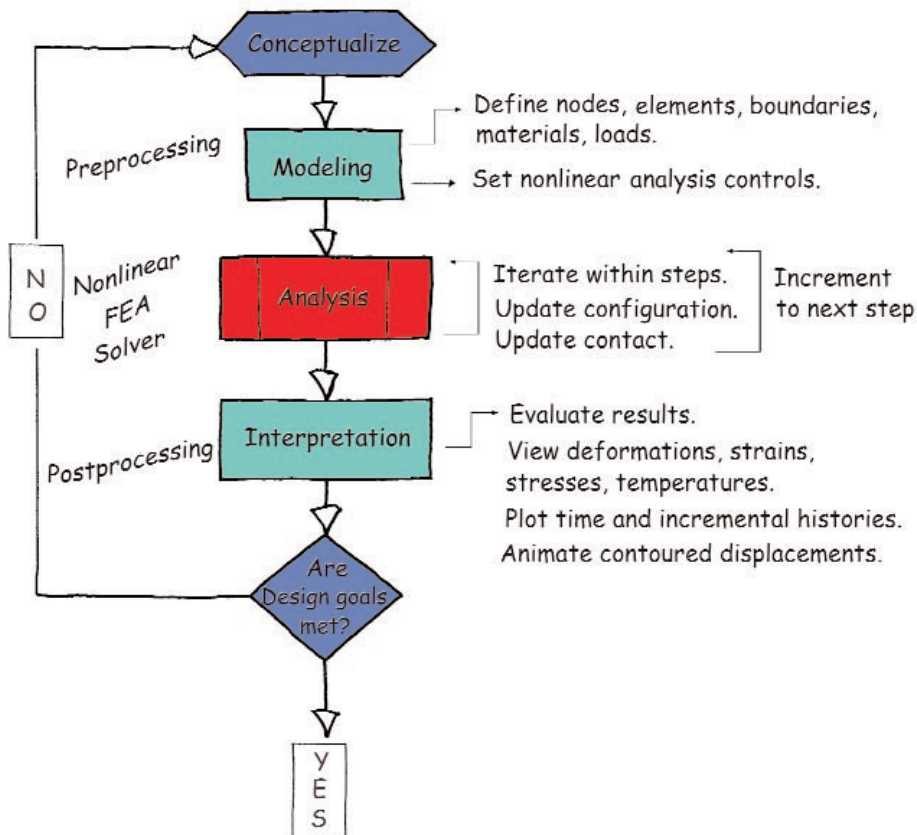 Conceptualize
Define nodes, elements, boundaries,
materials, loads.
Preprocessing
Modeling
Set nonlinear analysis controls.
N
O
Nonlinear
FEA
Solver
Analysis
Iterate within steps.
Update configuration.
Update contact.
Increment
to next step
Postprocessing
Interpretation
Evaluate results.
View deformations, strains,
stresses, temperatures.
Plot time and incremental histories.
Animate contoured displacements.
Are
Design goals
met?
Y
E
S